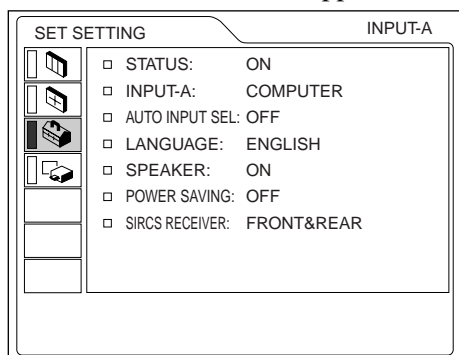 SET SETTING INPUT-A
STATUS: ON
INPUT-A: COMPUTER
AUTO INPUT SEL: OFF
LANGUAGE: ENGLISH
SPEAKER: ON
POWER SAVING: OFF
SIRCS RECEIVER: FRONT&REAR